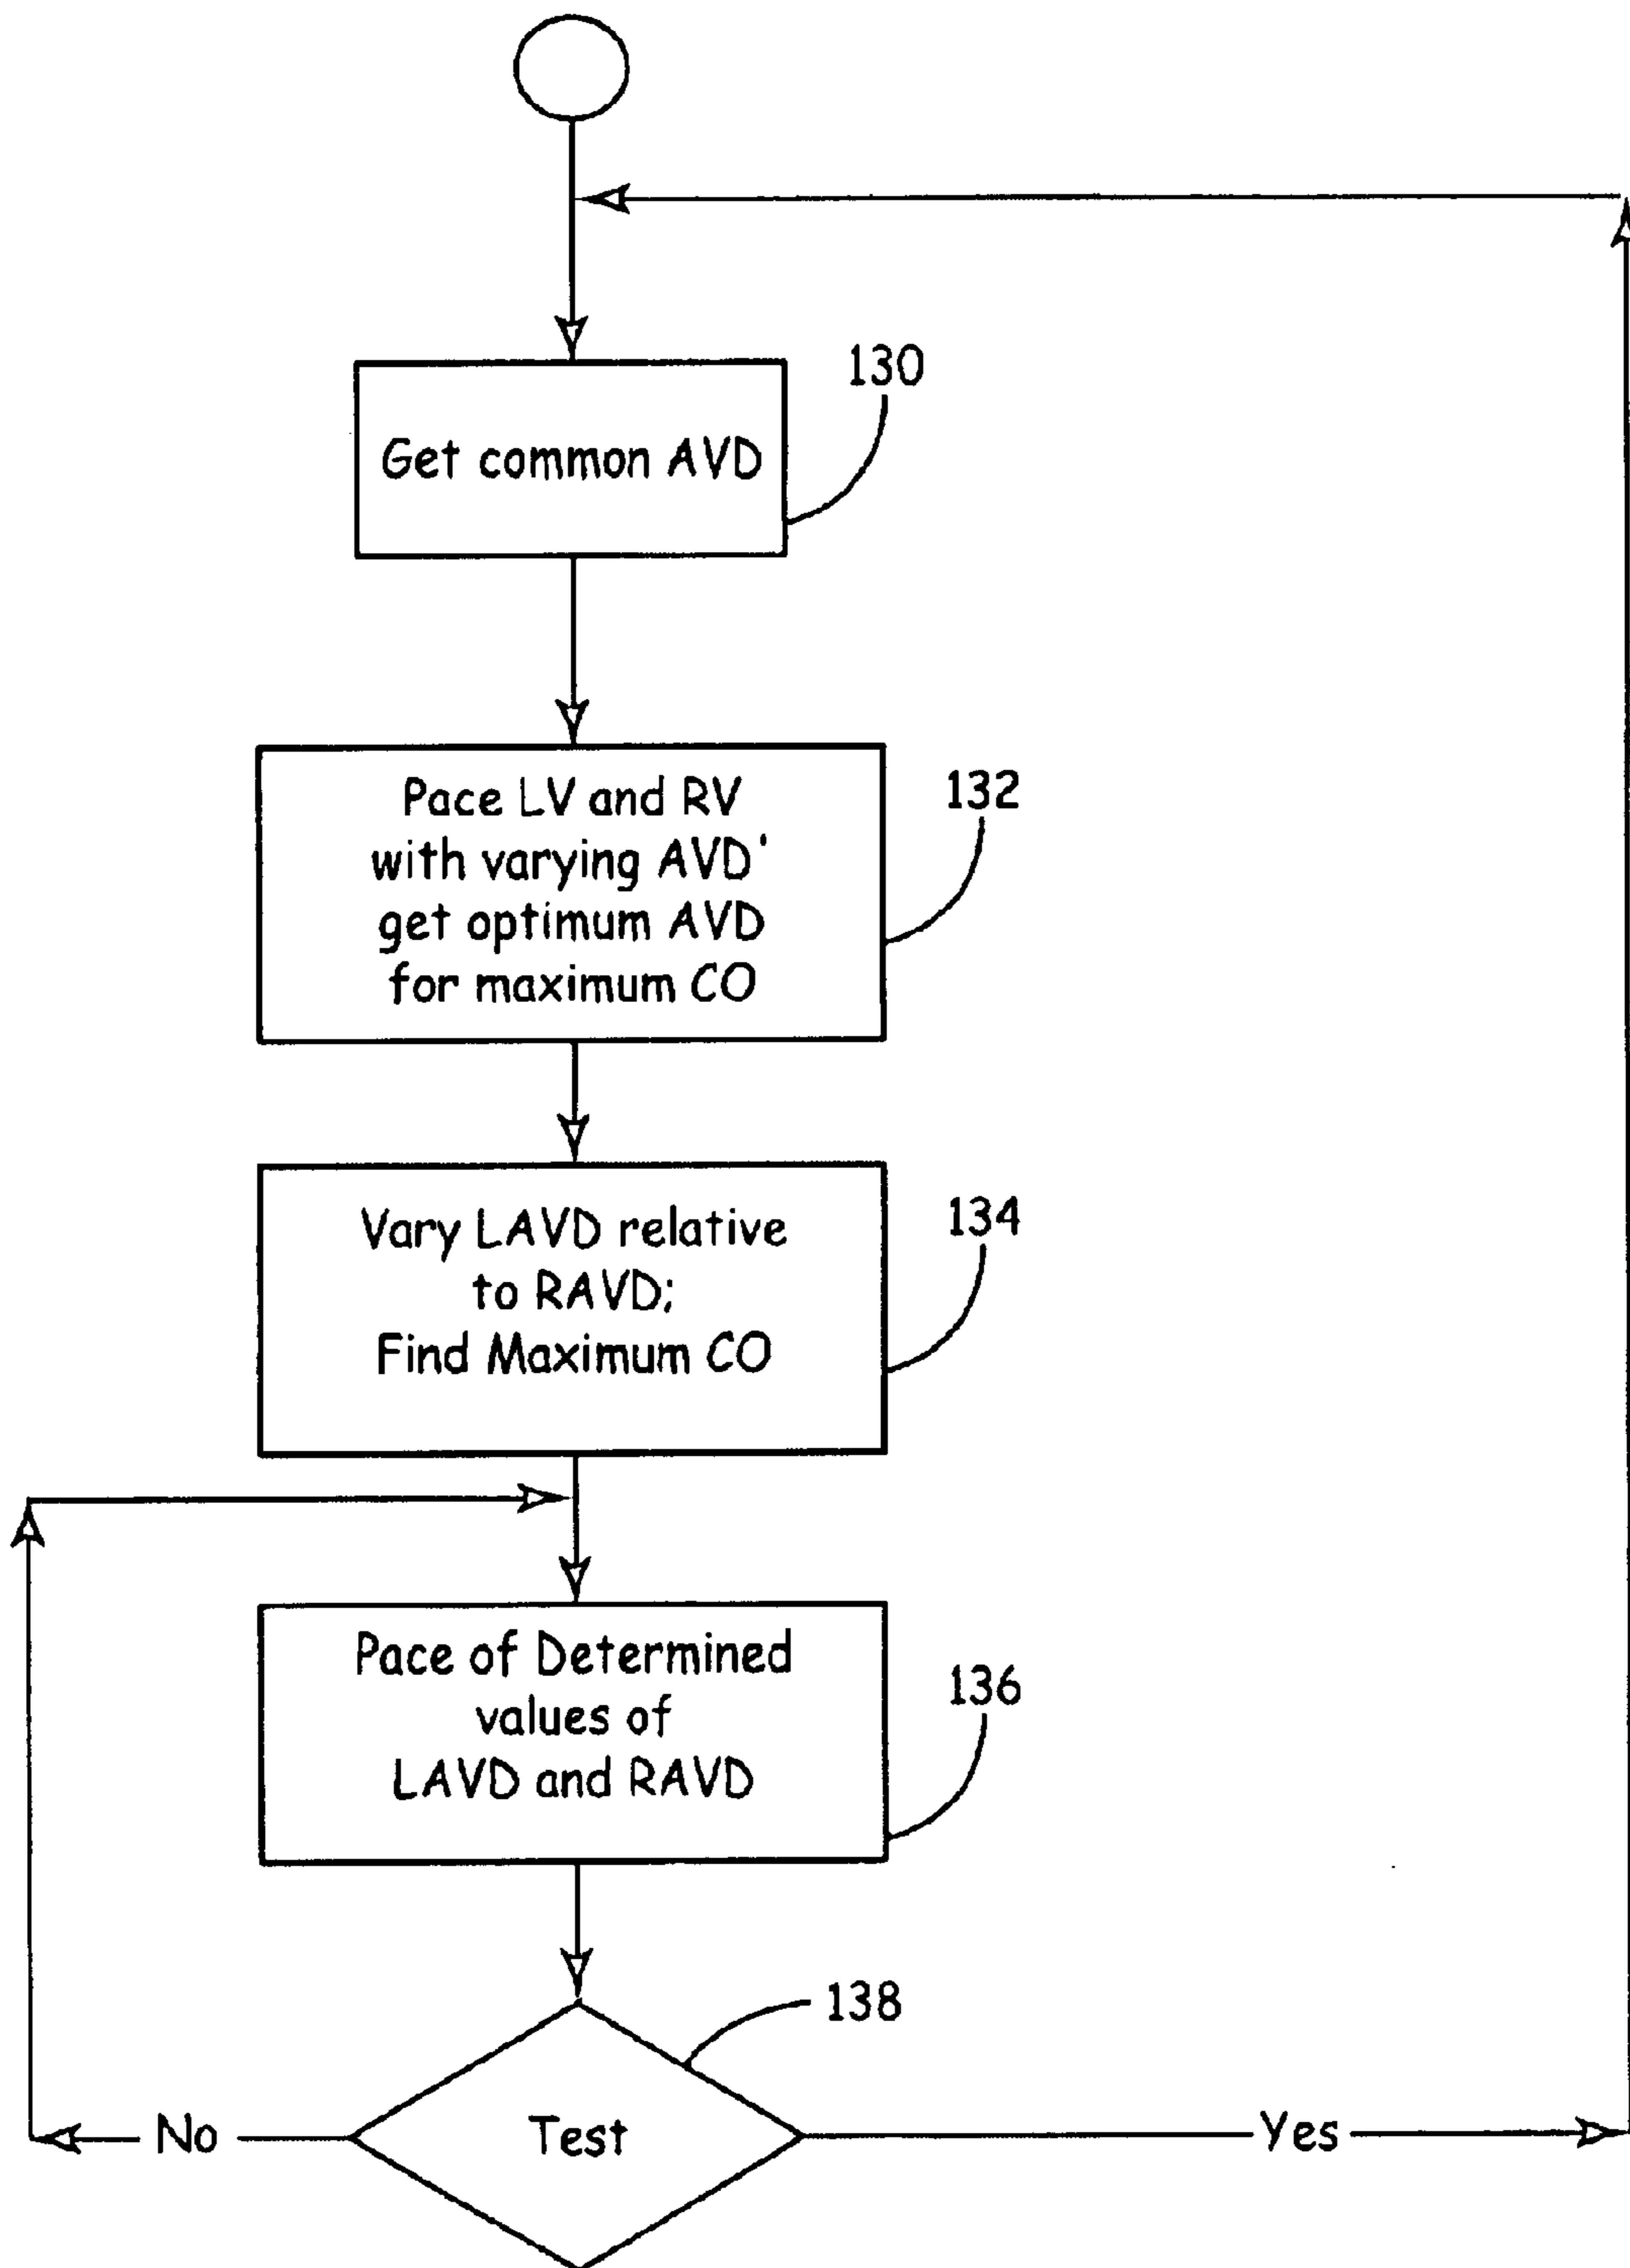 130
Get common AVD
132
Pace LV and RV
with varying AVD'
get optimum AVD
for maximum CO
134
Vary LAVD relative
to RAVD;
Find Maximum CO
136
Pace of Determined
values of
LAVD and RAVD
138
No
Test
Yes